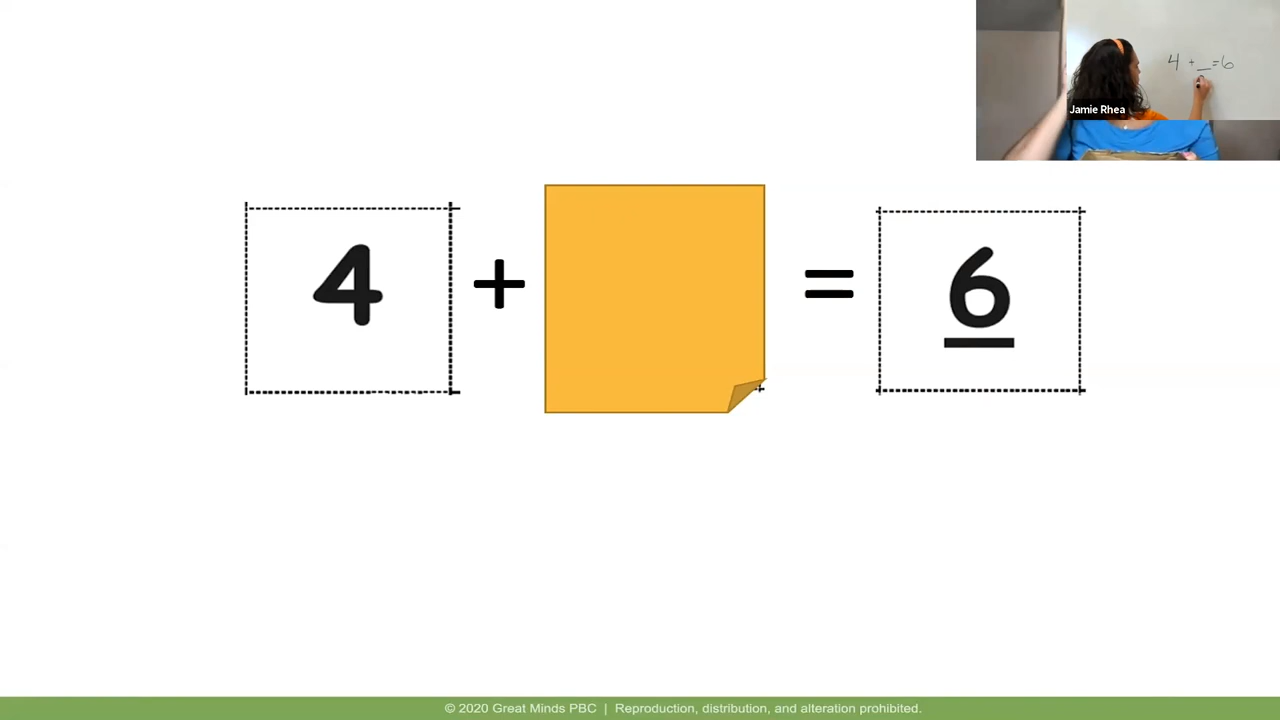 4 + __ = 6
Jamie Rhea
4 + = 6
© 2020 Great Minds PBC | Reproduction, distribution, and alteration prohibited.